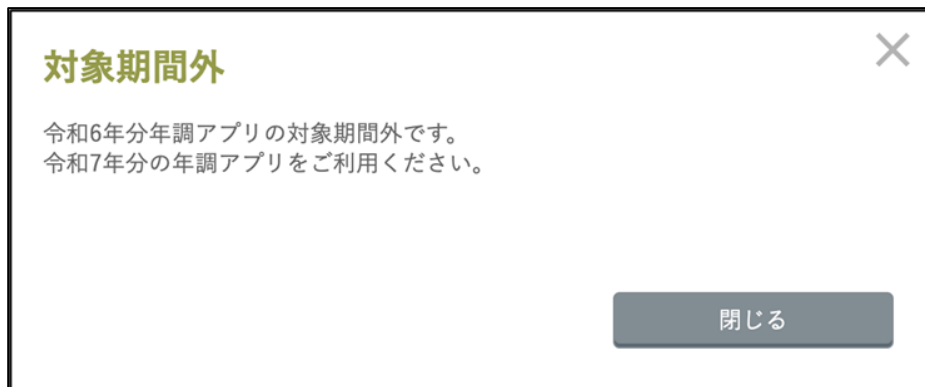 対象期間外
令和6年分年調アプリの対象期間外です。
令和7年分の年調アプリをご利用ください。
閉じる